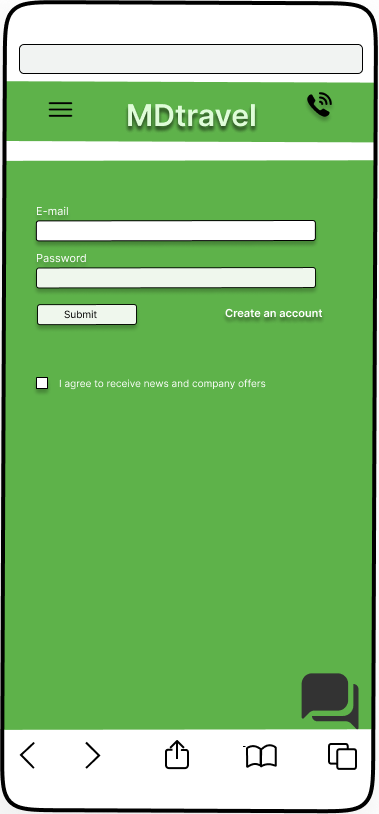 MDtravel
E-mail
Password
Submit
Create an account
I agree to receive news and company offers